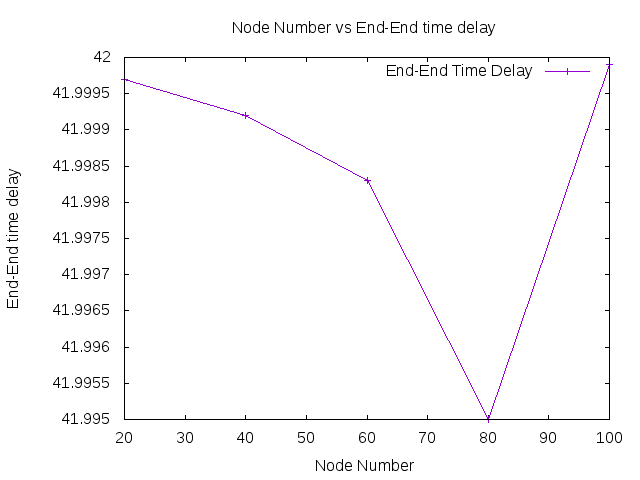 Node Number vs End-End time delay
End-End Time Delay
End-End time delay
42
41.9995
41.999
41.9985
41.998
41.9975
41.997
41.9965
41.996
41.9955
41.995
20 30 40 50 60 70 80 90 100
Node Number